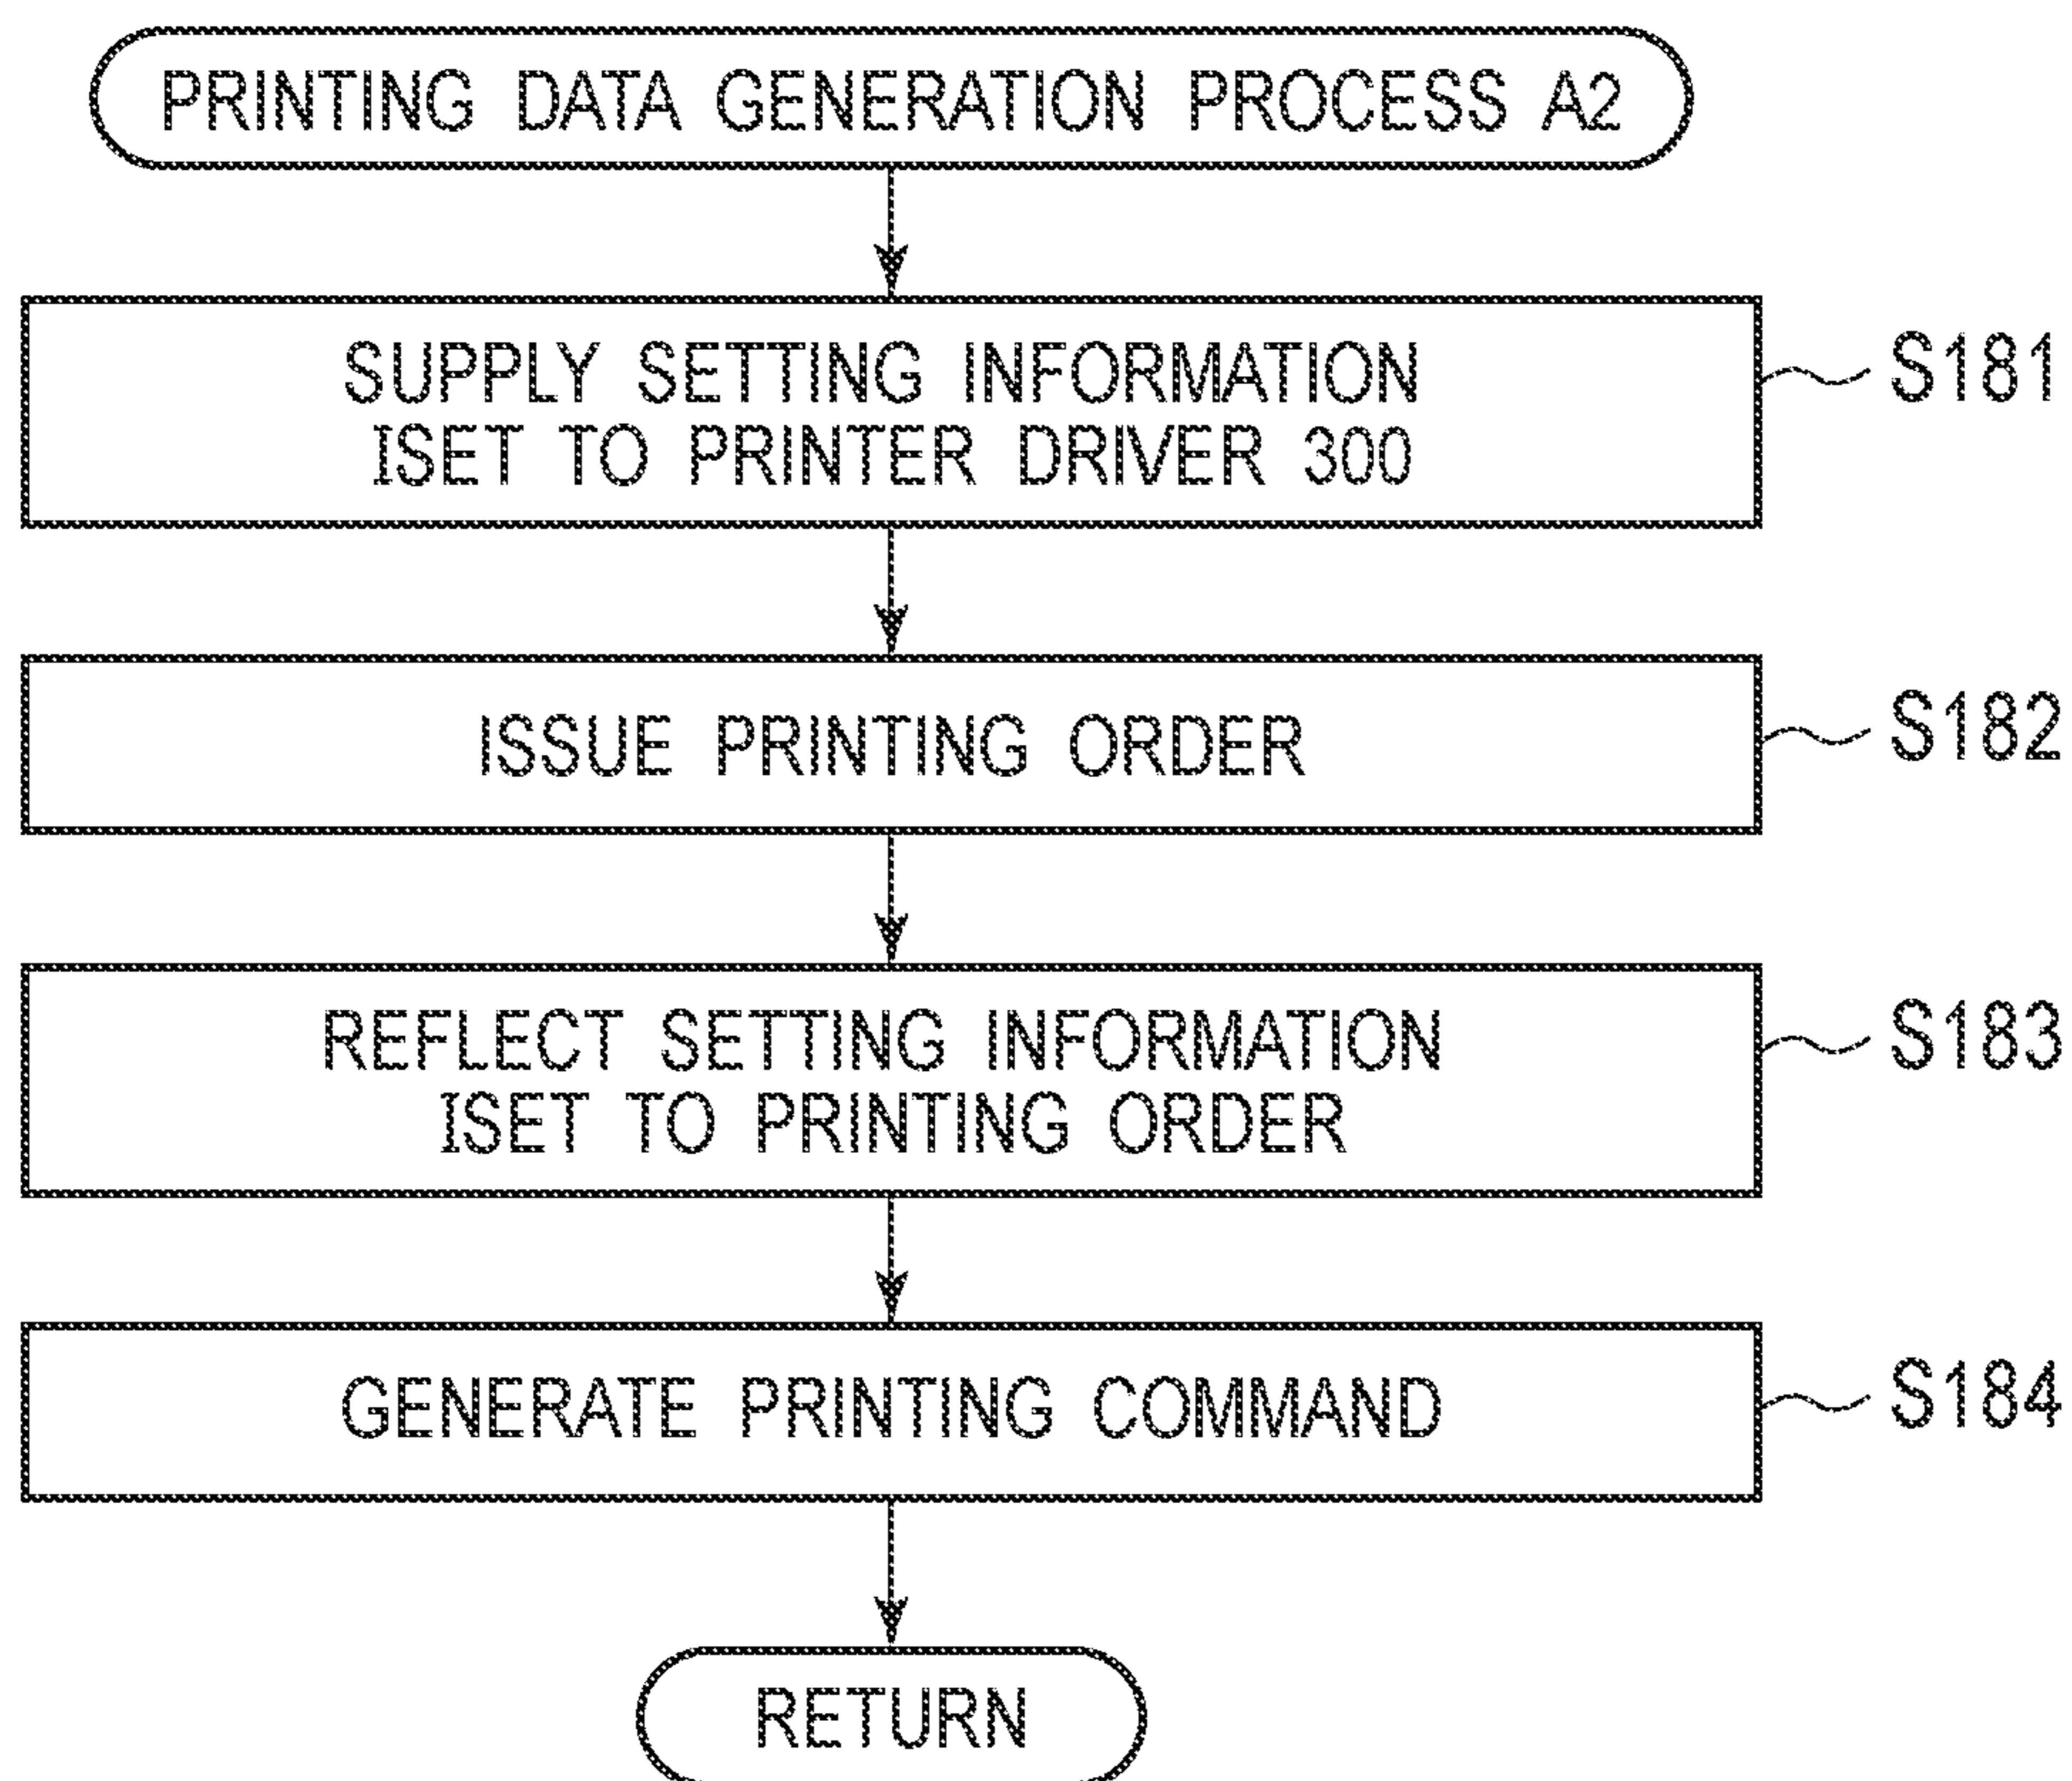 PRINTING DATA GENERATION PROCESS A2
SUPPLY SETTING INFORMATION
ISET TO PRINTER DRIVER 300
S181
ISSUE PRINTING ORDER
S182
REFLECT SETTING INFORMATION
ISET TO PRINTING ORDER
S183
GENERATE PRINTING COMMAND
S184
RETURN